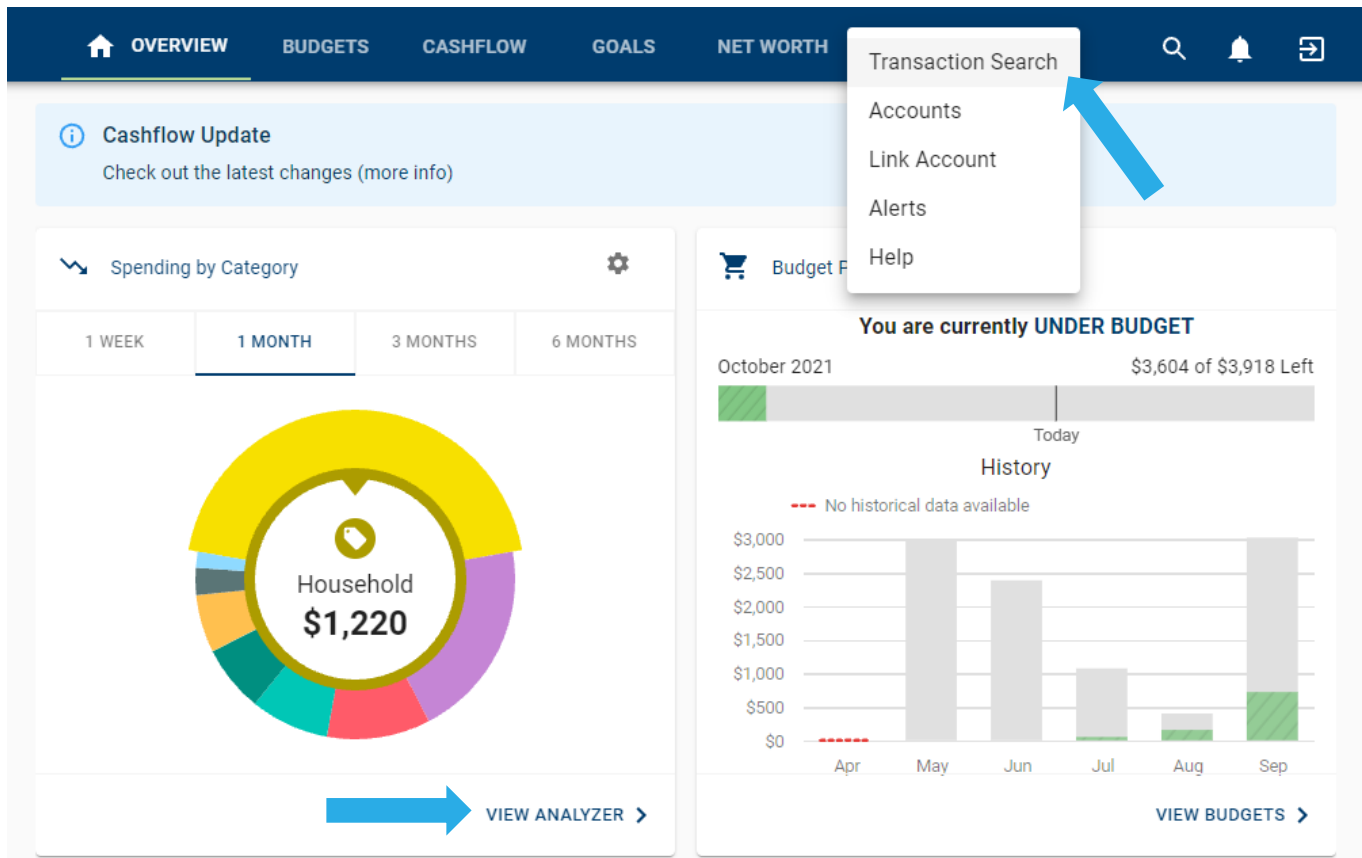 OVERVIEW
BUDGETS
CASHFLOW
GOALS
NET WORTH
Transaction Search
Accounts
Link Account
Alerts
Help
Cashflow Update
Check out the latest changes (more info)
Spending by Category
1 WEEK
1 MONTH
3 MONTHS
6 MONTHS
Household
$1,220
VIEW ANALYZER
Budget
You are currently UNDER BUDGET
October 2021
$3,604 of $3,918 Left
Today
History
No historical data available
$3,000
$2,500
$2,000
$1,500
$1,000
$500
$0
Apr May Jun Jul Aug Sep
VIEW BUDGETS